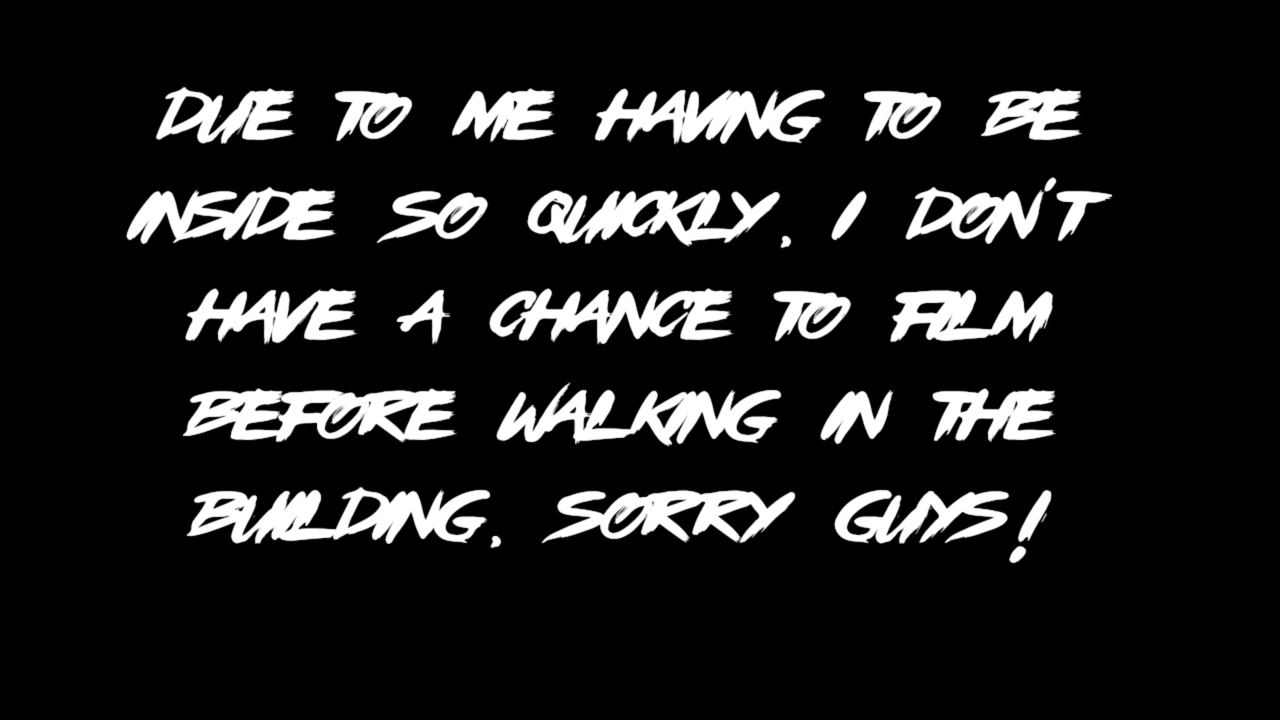 DUE TO ME HAVING TO BE
INSIDE SO QUICKLY, I DON'T
HAVE A CHANCE TO FILM
BEFORE WALKING IN THE
BUILDING, SORRY GUYS!